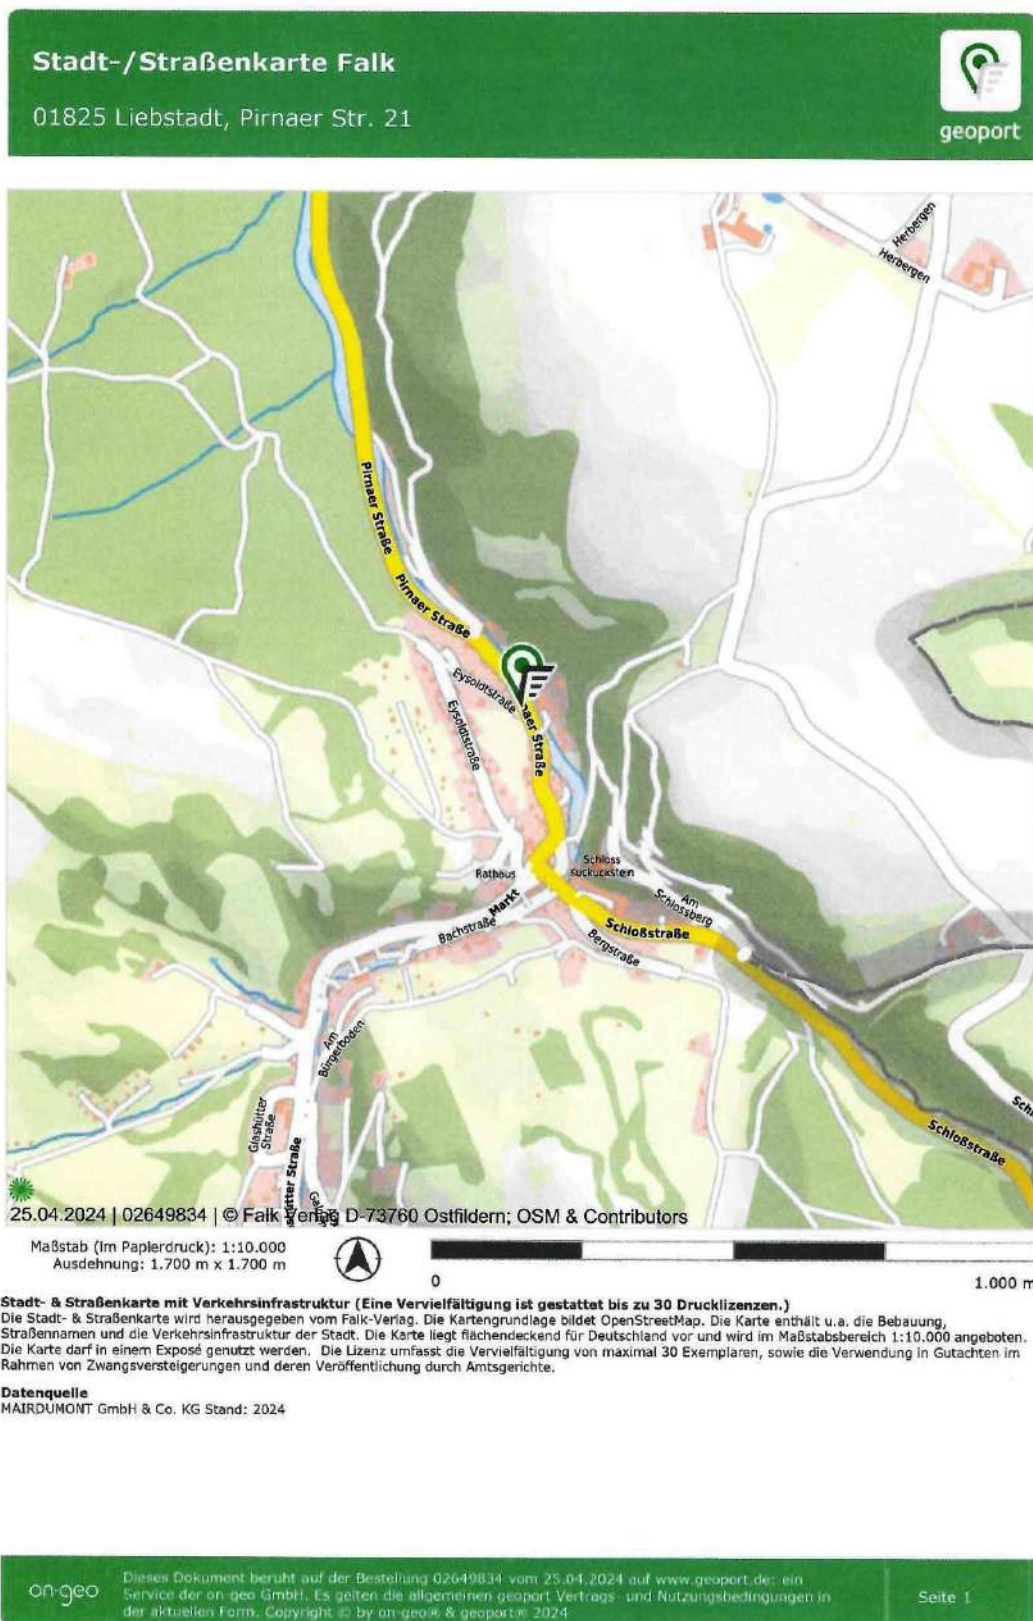 Stadt-/Straßenkarte Falk
01825 Liebstadt, Pirnaer Str. 21
geoport
Herbergen
Herbergen
Pirnaer Straße
Pirnaer Straße
Eysoldtstraße
Eysoldtstraße
naer Straße
Rathaus
Schloss
Kuckuckstein
Markt
Bachstraße
Am
Schlossberg
Schloßstraße
Bergstraße
Am
Bürgerboden
Glashütter
Straße
Schloßstraße
25.04.2024 | 02649834 | © Falk Verlag D-73760 Ostfildern; OSM & Contributors
Maßstab (im Papierdruck): 1:10.000
Ausdehnung: 1.700 m x 1.700 m
0
1.000 m
Stadt- & Straßenkarte mit Verkehrsinfrastruktur (Eine Vervielfältigung ist gestattet bis zu 30 Drucklizenzen.)
Die Stadt- & Straßenkarte wird herausgegeben vom Falk-Verlag. Die Kartengrundlage bildet OpenStreetMap. Die Karte enthält u.a. die Bebauung,
Straßennamen und die Verkehrsinfrastruktur der Stadt. Die Karte liegt flächendeckend für Deutschland vor und wird im Maßstabsbereich 1:10.000 angeboten.
Die Karte darf in einem Exposé genutzt werden. Die Lizenz umfasst die Vervielfältigung von maximal 30 Exemplaren, sowie die Verwendung in Gutachten im
Rahmen von Zwangsversteigerungen und deren Veröffentlichung durch Amtsgerichte.
Datenquelle
MAIRDUMONT GmbH & Co. KG Stand: 2024
on-geo
Dieses Dokument beruht auf der Bestellung 02649834 vom 25.04.2024 auf www.geoport.de: ein
Service der on-geo GmbH. Es gelten die allgemeinen geoport Vertrags- und Nutzungsbedingungen in
der aktuellen Form. Copyright © by on-geo® & geoport® 2024
Seite 1